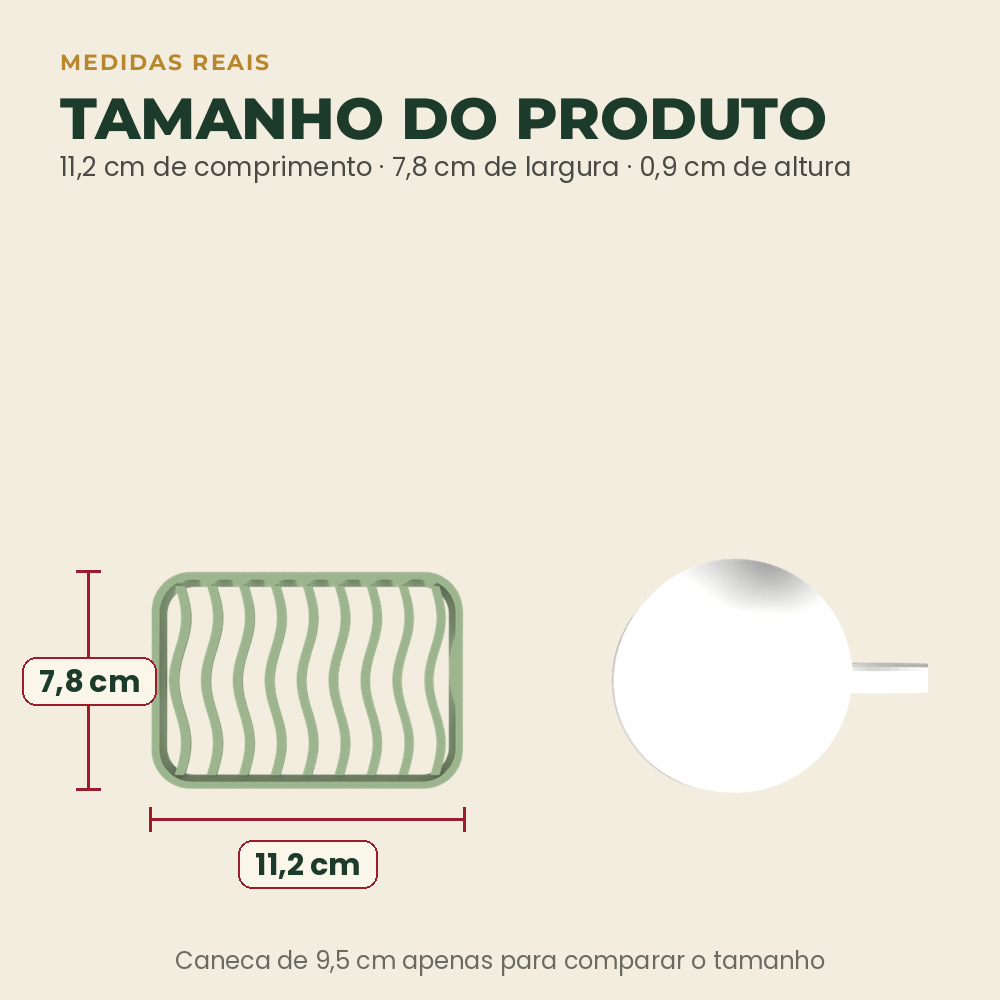 MEDIDAS REAIS
TAMANHO DO PRODUTO
11,2 cm de comprimento · 7,8 cm de largura · 0,9 cm de altura
7,8 cm
11,2 cm
Caneca de 9,5 cm apenas para comparar o tamanho